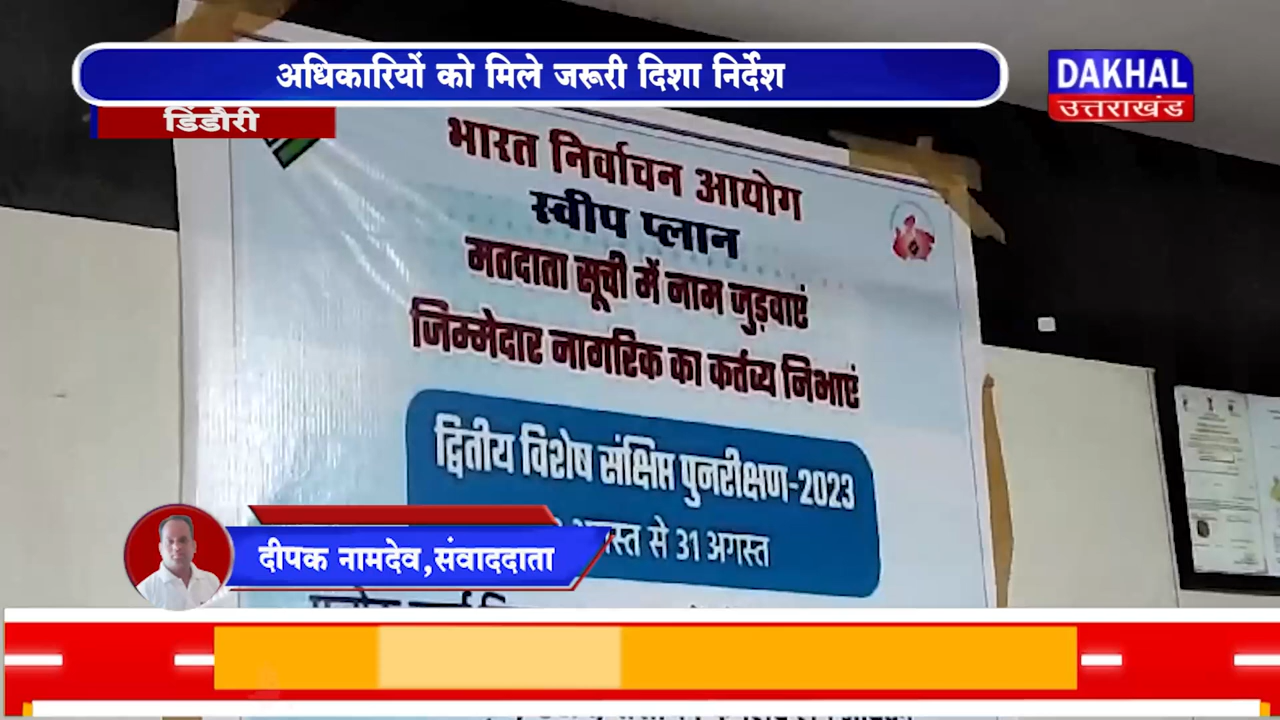 अधिकारियों को मिले जरूरी दिशा निर्देश
DAKHAL
उत्तराखंड
डिंडौरी
भारत निर्वाचन आयोग
स्वीप प्लान
मतदाता सूची में नाम जुड़वाएं
जिम्मेदार नागरिक का कर्तव्य निभाएं
द्वितीय विशेष संक्षिप्त पुनरीक्षण-2023
से 31 अगस्त
दीपक नामदेव,संवाददाता